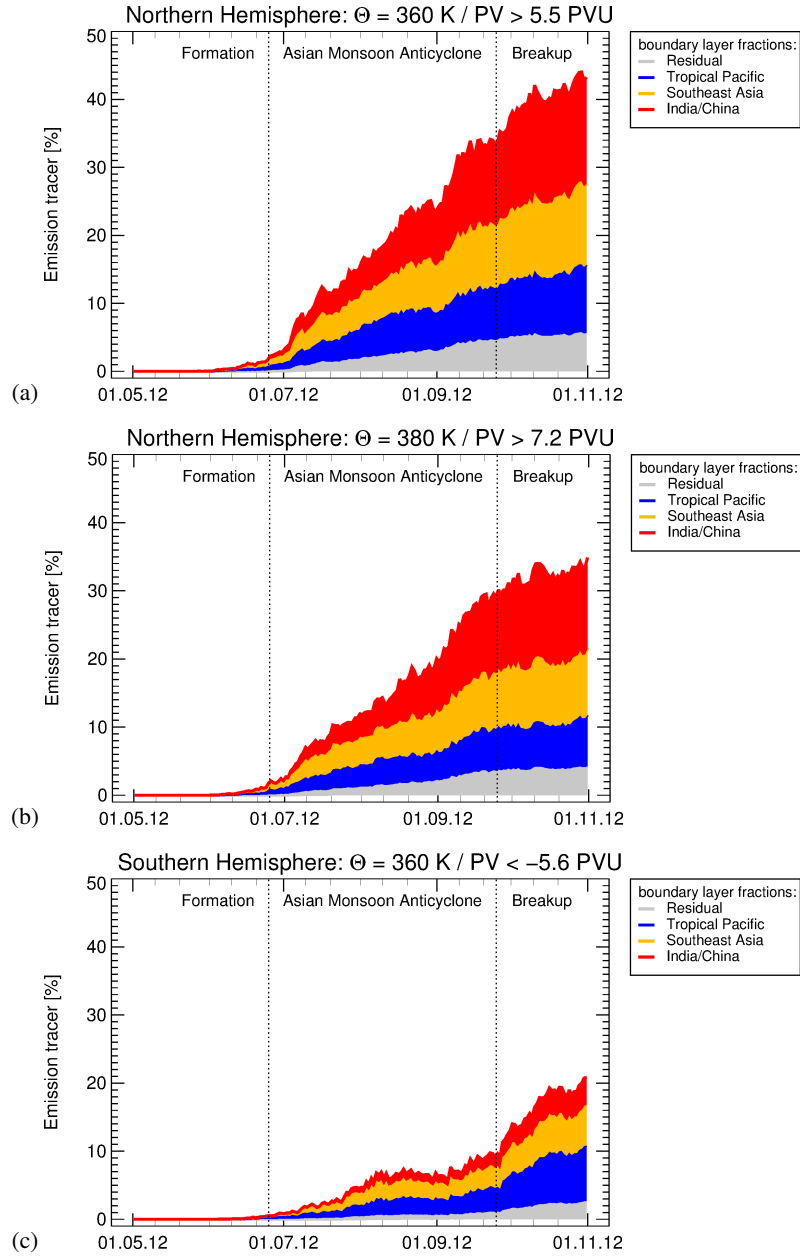 Northern Hemisphere: Θ = 360 K / PV > 5.5 PVU
Formation Asian Monsoon Anticyclone Breakup
50
40
30
20
10
0
Emission tracer [%]
01.05.12 01.07.12 01.09.12 01.11.12
boundary layer fractions:
Residual
Tropical Pacific
Southeast Asia
India/China
(a)
Northern Hemisphere: Θ = 380 K / PV > 7.2 PVU
Formation Asian Monsoon Anticyclone Breakup
50
40
30
20
10
0
Emission tracer [%]
01.05.12 01.07.12 01.09.12 01.11.12
boundary layer fractions:
Residual
Tropical Pacific
Southeast Asia
India/China
(b)
Southern Hemisphere: Θ = 360 K / PV < −5.6 PVU
Formation Asian Monsoon Anticyclone Breakup
50
40
30
20
10
0
Emission tracer [%]
01.05.12 01.07.12 01.09.12 01.11.12
boundary layer fractions:
Residual
Tropical Pacific
Southeast Asia
India/China
(c)